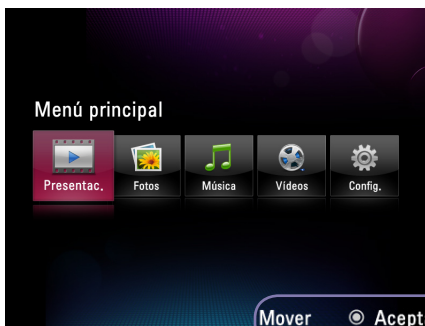 Menú principal
Presentac. Fotos Música Vídeos Config.
Mover Acept